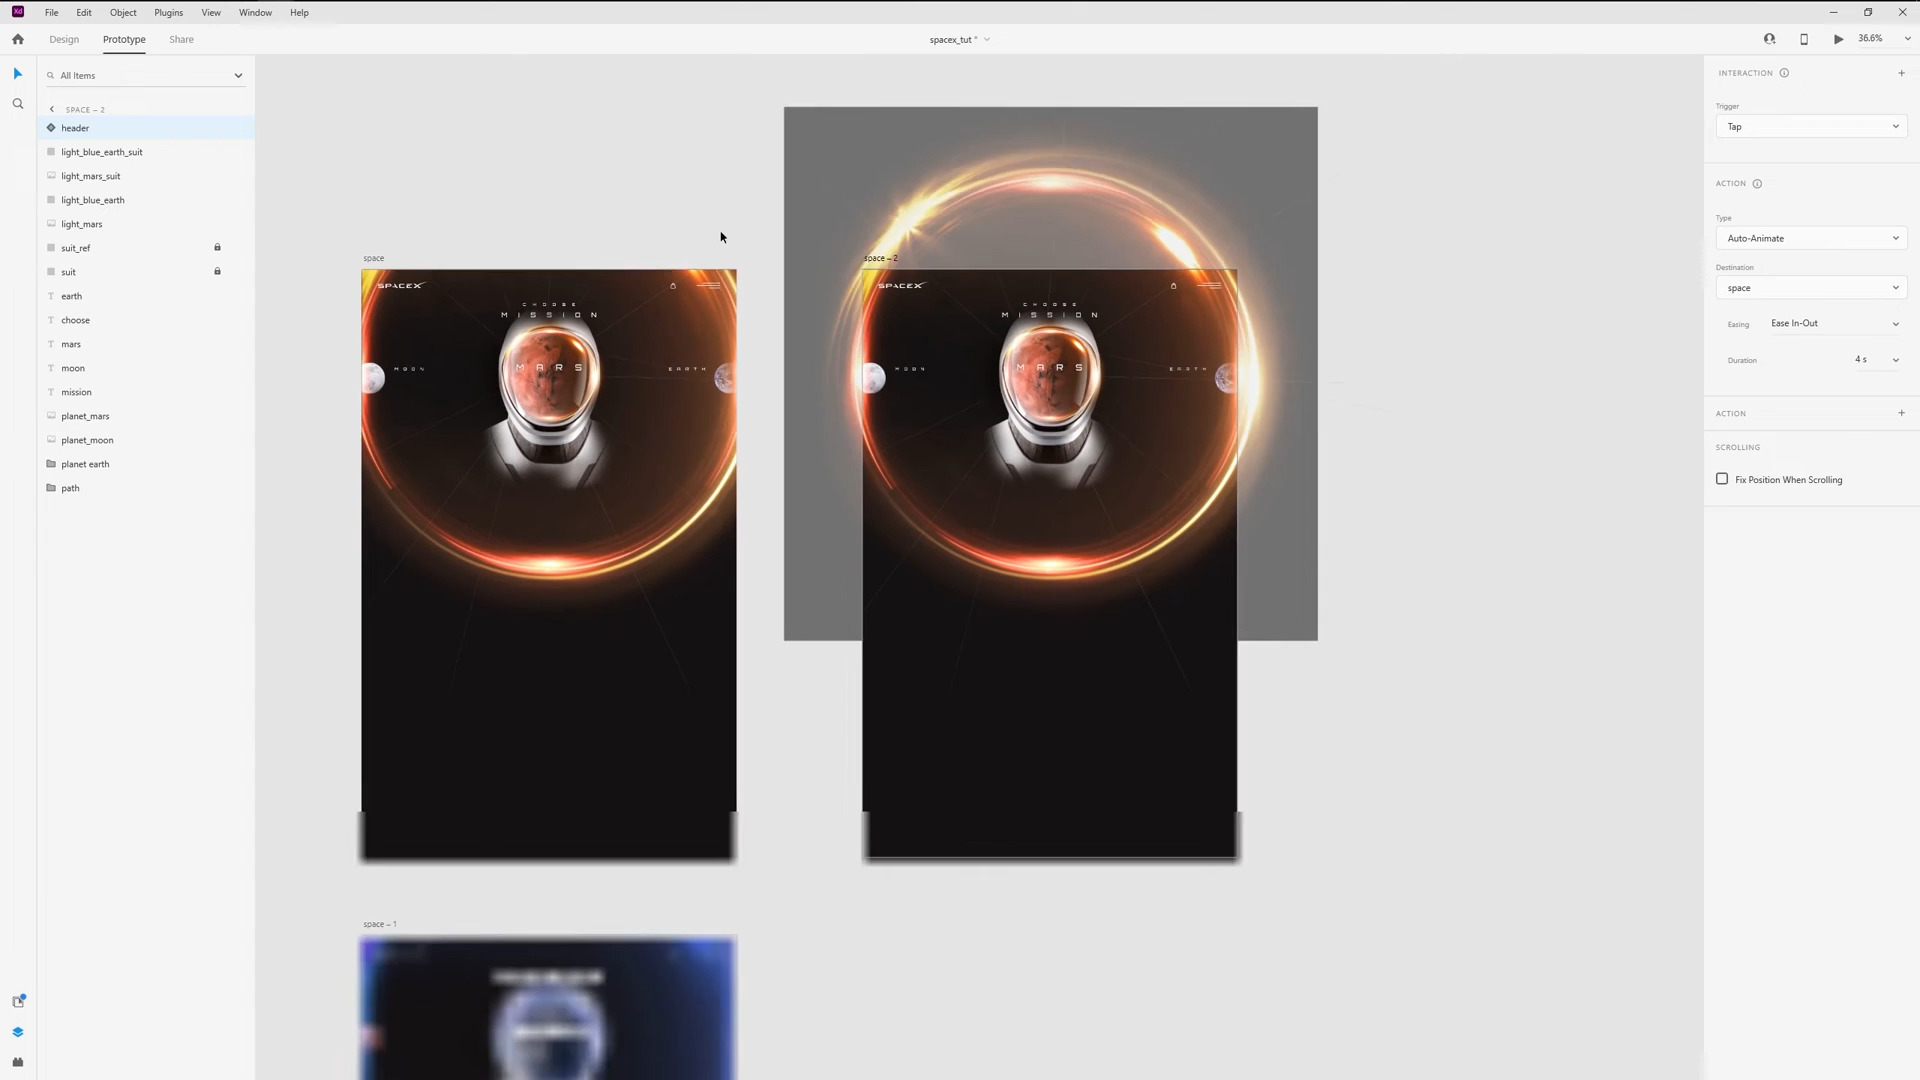 Xd File Edit Object Plugins View Window Help
Design Prototype Share
spacex_tut *
36.6%
All Items
SPACE – 2
header
light_blue_earth_suit
light_mars_suit
light_blue_earth
light_mars
suit_ref
suit
earth
choose
mars
moon
mission
planet_mars
planet_moon
planet earth
path
space
SPACEX
CHOOSE
MISSION
MOON
MARS
EARTH
space – 2
SPACEX
CHOOSE
MISSION
MOON
MARS
EARTH
space – 1
INTERACTION
Trigger
Tap
ACTION
Type
Auto-Animate
Destination
space
Easing Ease In-Out
Duration 4 s
ACTION
SCROLLING
Fix Position When Scrolling